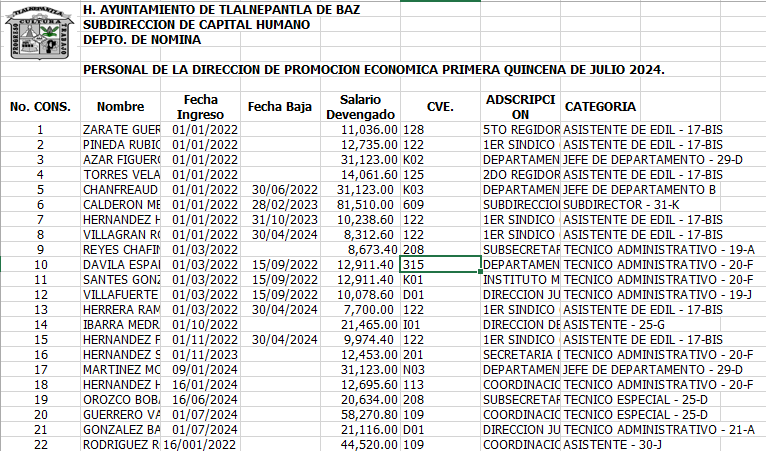 TLALNEPANTLA
CULTURA
PROGRESO
TRABAJO
H. AYUNTAMIENTO DE TLALNEPANTLA DE BAZ
SUBDIRECCION DE CAPITAL HUMANO
DEPTO. DE NOMINA
PERSONAL DE LA DIRECCION DE PROMOCION ECONOMICA PRIMERA QUINCENA DE JULIO 2024.
No. CONS. Nombre Fecha Ingreso Fecha Baja Salario Devengado CVE. ADSCRIPCI ON CATEGORIA
1 ZARATE GUER 01/01/2022 11,036.00 128 5TO REGIDOR ASISTENTE DE EDIL - 17-BIS
2 PINEDA RUBIO 01/01/2022 12,735.00 122 1ER SINDICO ASISTENTE DE EDIL - 17-BIS
3 AZAR FIGUERO 01/01/2022 31,123.00 K02 DEPARTAMEN JEFE DE DEPARTAMENTO - 29-D
4 TORRES VELA 01/01/2022 14,061.60 125 2DO REGIDOR ASISTENTE DE EDIL - 17-BIS
5 CHANFREAUD 01/01/2022 30/06/2022 31,123.00 K03 DEPARTAMEN JEFE DE DEPARTAMENTO B
6 CALDERON ME 01/01/2022 28/02/2023 81,510.00 609 SUBDIRECCIO SUBDIRECTOR - 31-K
7 HERNANDEZ H 01/01/2022 31/10/2023 10,238.60 122 1ER SINDICO ASISTENTE DE EDIL - 17-BIS
8 VILLAGRAN RO 01/01/2022 30/04/2024 8,312.60 122 1ER SINDICO ASISTENTE DE EDIL - 17-BIS
9 REYES CHAFIN 01/03/2022 8,673.40 208 SUBSECRETAR TECNICO ADMINISTRATIVO - 19-A
10 DAVILA ESPAI 01/03/2022 15/09/2022 12,911.40 315 DEPARTAMEN TECNICO ADMINISTRATIVO - 20-F
11 SANTES GONZ 01/03/2022 15/09/2022 12,911.40 K01 INSTITUTO M TECNICO ADMINISTRATIVO - 20-F
12 VILLAFUERTE 01/03/2022 15/09/2022 10,078.60 D01 DIRECCION JU TECNICO ADMINISTRATIVO - 19-J
13 HERRERA RAM 01/03/2022 30/04/2024 7,700.00 122 1ER SINDICO ASISTENTE DE EDIL - 17-BIS
14 IBARRA MEDR 01/10/2022 21,465.00 I01 DIRECCION DE ASISTENTE - 25-G
15 HERNANDEZ F 01/11/2022 30/04/2024 9,974.40 122 1ER SINDICO ASISTENTE DE EDIL - 17-BIS
16 HERNANDEZ S 01/11/2023 12,453.00 201 SECRETARIA TECNICO ADMINISTRATIVO - 20-F
17 MARTINEZ MO 09/01/2024 31,123.00 N03 DEPARTAMEN JEFE DE DEPARTAMENTO - 29-D
18 HERNANDEZ H 16/01/2024 12,695.60 113 COORDINACIO TECNICO ADMINISTRATIVO - 20-F
19 OROZCO BOBA 16/06/2024 20,634.00 208 SUBSECRETAR TECNICO ESPECIAL - 25-D
20 GUERRERO VA 01/07/2024 58,270.80 109 COORDINACIO TECNICO ESPECIAL - 25-D
21 GONZALEZ BA 01/07/2024 21,116.00 D01 DIRECCION JU TECNICO ADMINISTRATIVO - 21-A
22 RODRIGUEZ R 16/001/2022 44,520.00 109 COORDINACIO ASISTENTE - 30-J